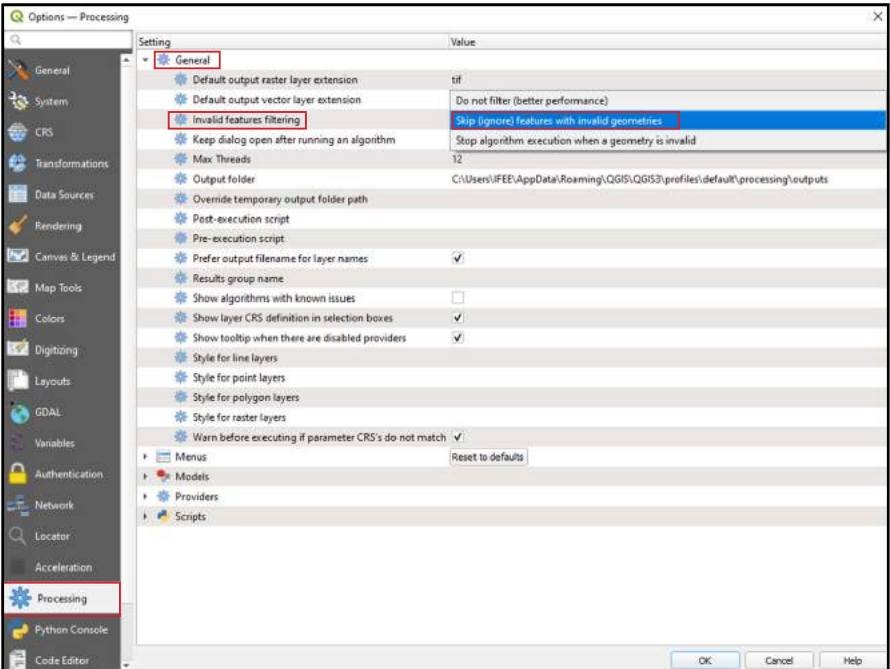 Options — Processing
Setting Value
General
General
Default output raster layer extension tif
System
Default output vector layer extension Do not filter (better performance)
Invalid features filtering Skip (ignore) features with invalid geometries
CRS
Keep dialog open after running an algorithm Stop algorithm execution when a geometry is invalid
Transformations
Max Threads 12
Output folder C:\Users\IFEE\AppData\Roaming\QGIS\QGIS3\profiles\default\processing\outputs
Data Sources
Override temporary output folder path
Rendering
Post-execution script
Pre-execution script
Canvas & Legend
Prefer output filename for layer names
Results group name
Map Tools
Show algorithms with known issues
Colors
Show layer CRS definition in selection boxes
Show tooltip when there are disabled providers
Digitizing
Style for line layers
Layouts
Style for point layers
Style for polygon layers
GDAL
Style for raster layers
Variables
Warn before executing if parameter CRS's do not match
Menus Reset to defaults
Authentication
Models
Providers
Network
Scripts
Locator
Acceleration
Processing
Python Console
Code Editor
OK Cancel Help